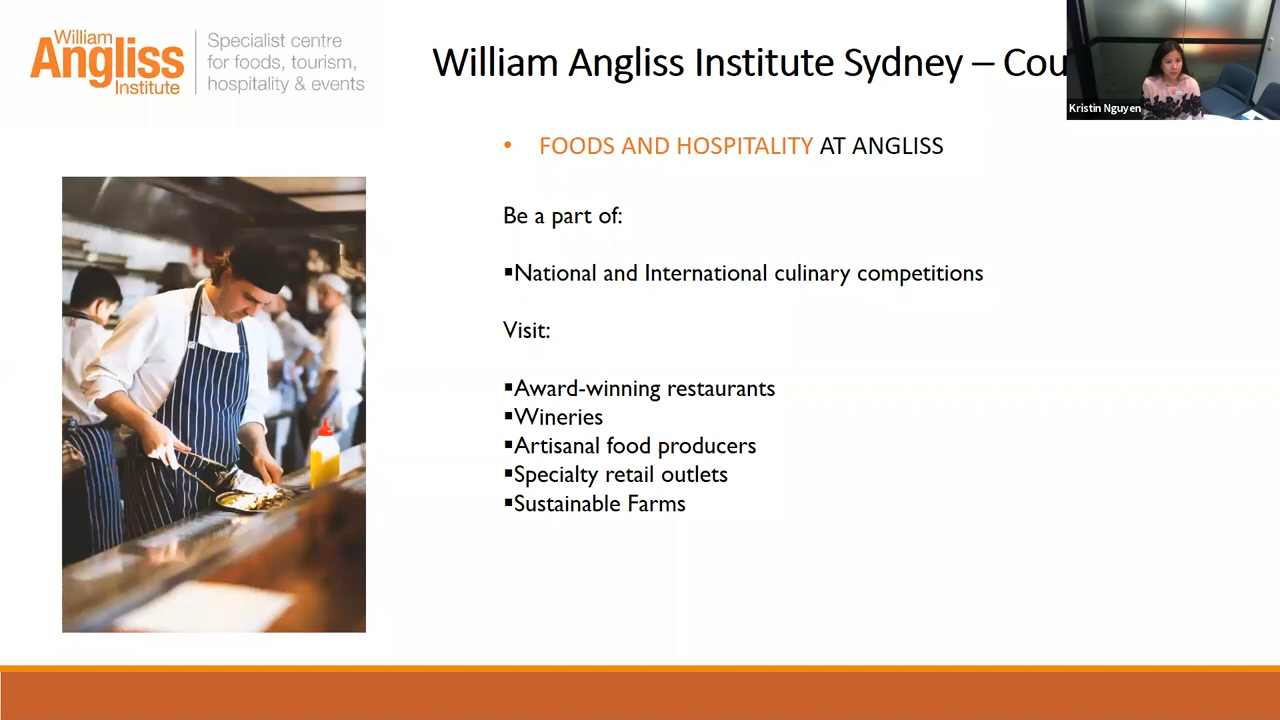 William
Angliss
Institute
Specialist centre
for foods, tourism,
hospitality & events
William Angliss Institute Sydney – Cou
Kristin Nguyen
• FOODS AND HOSPITALITY AT ANGLISS
Be a part of:
▪National and International culinary competitions
Visit:
▪Award-winning restaurants
▪Wineries
▪Artisanal food producers
▪Specialty retail outlets
▪Sustainable Farms